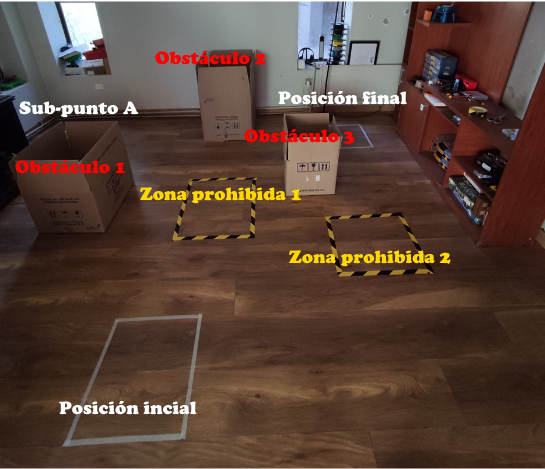 Obstáculo 2
Posición final
Sub-punto A
Obstáculo 3
Obstáculo 1
Zona prohibida 1
Zona prohibida 2
Posición incial